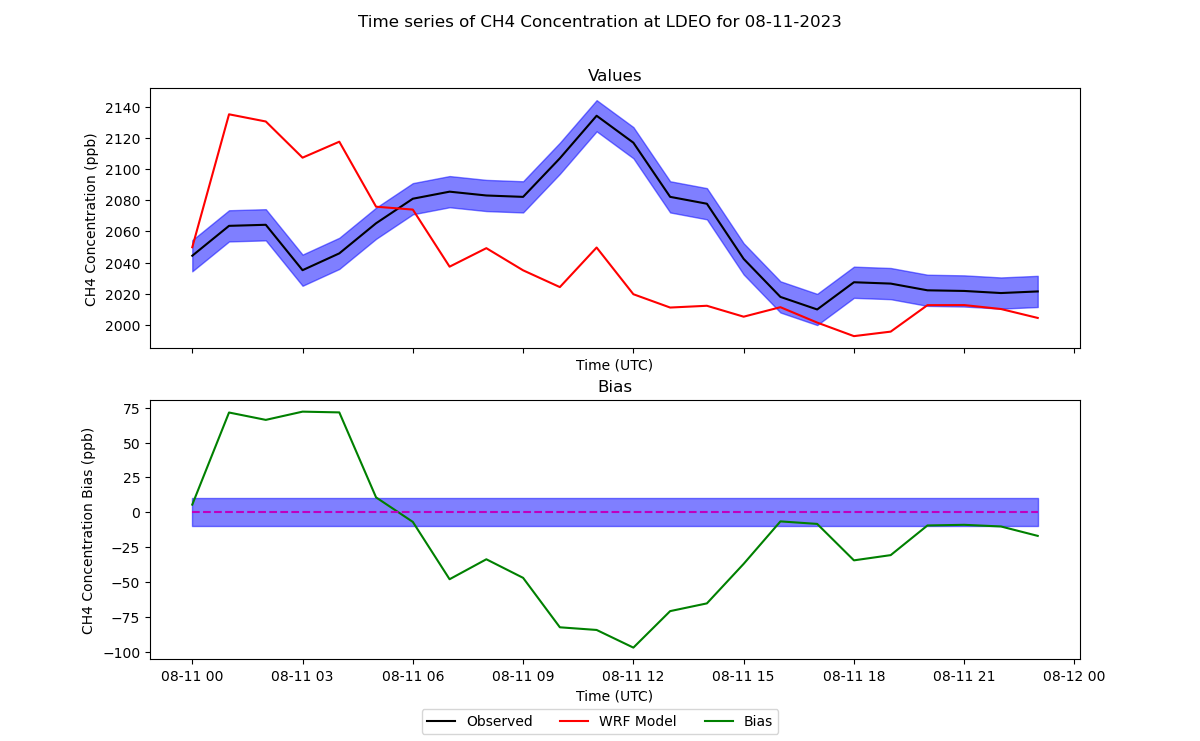 Time series of CH4 Concentration at LDEO for 08-11-2023
Values
CH4 Concentration (ppb)
2140
2120
2100
2080
2060
2040
2020
2000
Time (UTC)
Bias
CH4 Concentration Bias (ppb)
75
50
25
0
−25
−50
−75
−100
08-11 00 08-11 03 08-11 06 08-11 09 08-11 12 08-11 15 08-11 18 08-11 21 08-12 00
Time (UTC)
Observed WRF Model Bias